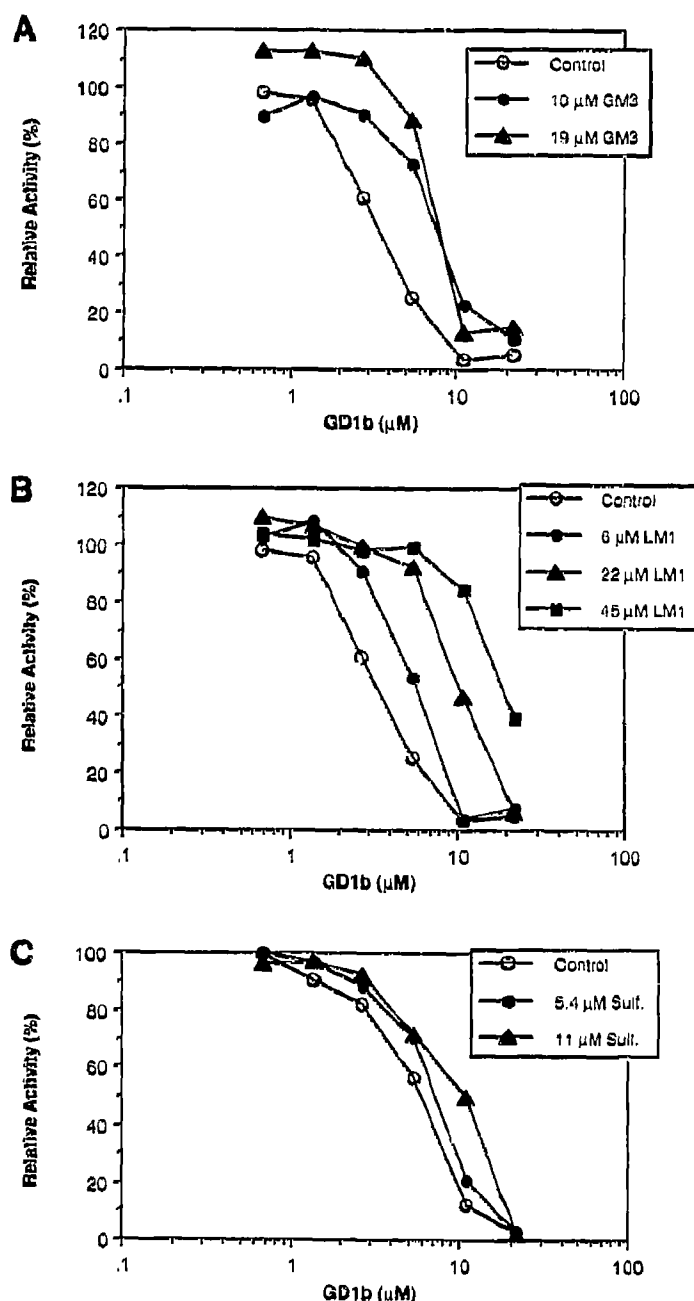 A
120
100
80
60
40
20
0
Relative Activity (%)
Control
10 µM GM3
19 µM GM3
.1
1
10
100
GD1b (µM)
B
120
100
80
60
40
20
0
Relative Activity (%)
Control
6 µM LM1
22 µM LM1
45 µM LM1
.1
1
10
100
GD1b (µM)
C
100
80
60
40
20
0
Relative Activity (%)
Control
5.4 µM Sulf.
11 µM Sulf.
.1
1
10
100
GD1b (µM)